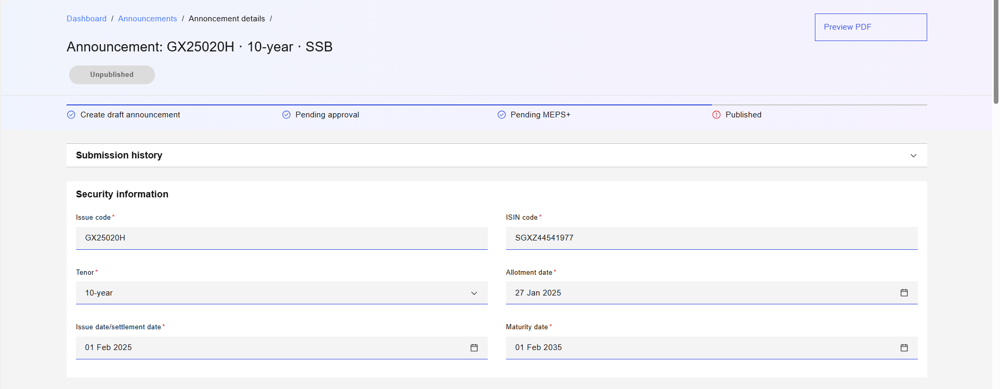 Dashboard / Announcements / Annoncement details /
Preview PDF
Announcement: GX25020H · 10-year · SSB
Unpublished
Create draft announcement
Pending approval
Pending MEPS+
Published
Submission history
Security information
Issue code*
ISIN code*
GX25020H
SGXZ44541977
Tenor*
Allotment date*
10-year
27 Jan 2025
Issue date/settlement date*
Maturity date*
01 Feb 2025
01 Feb 2035